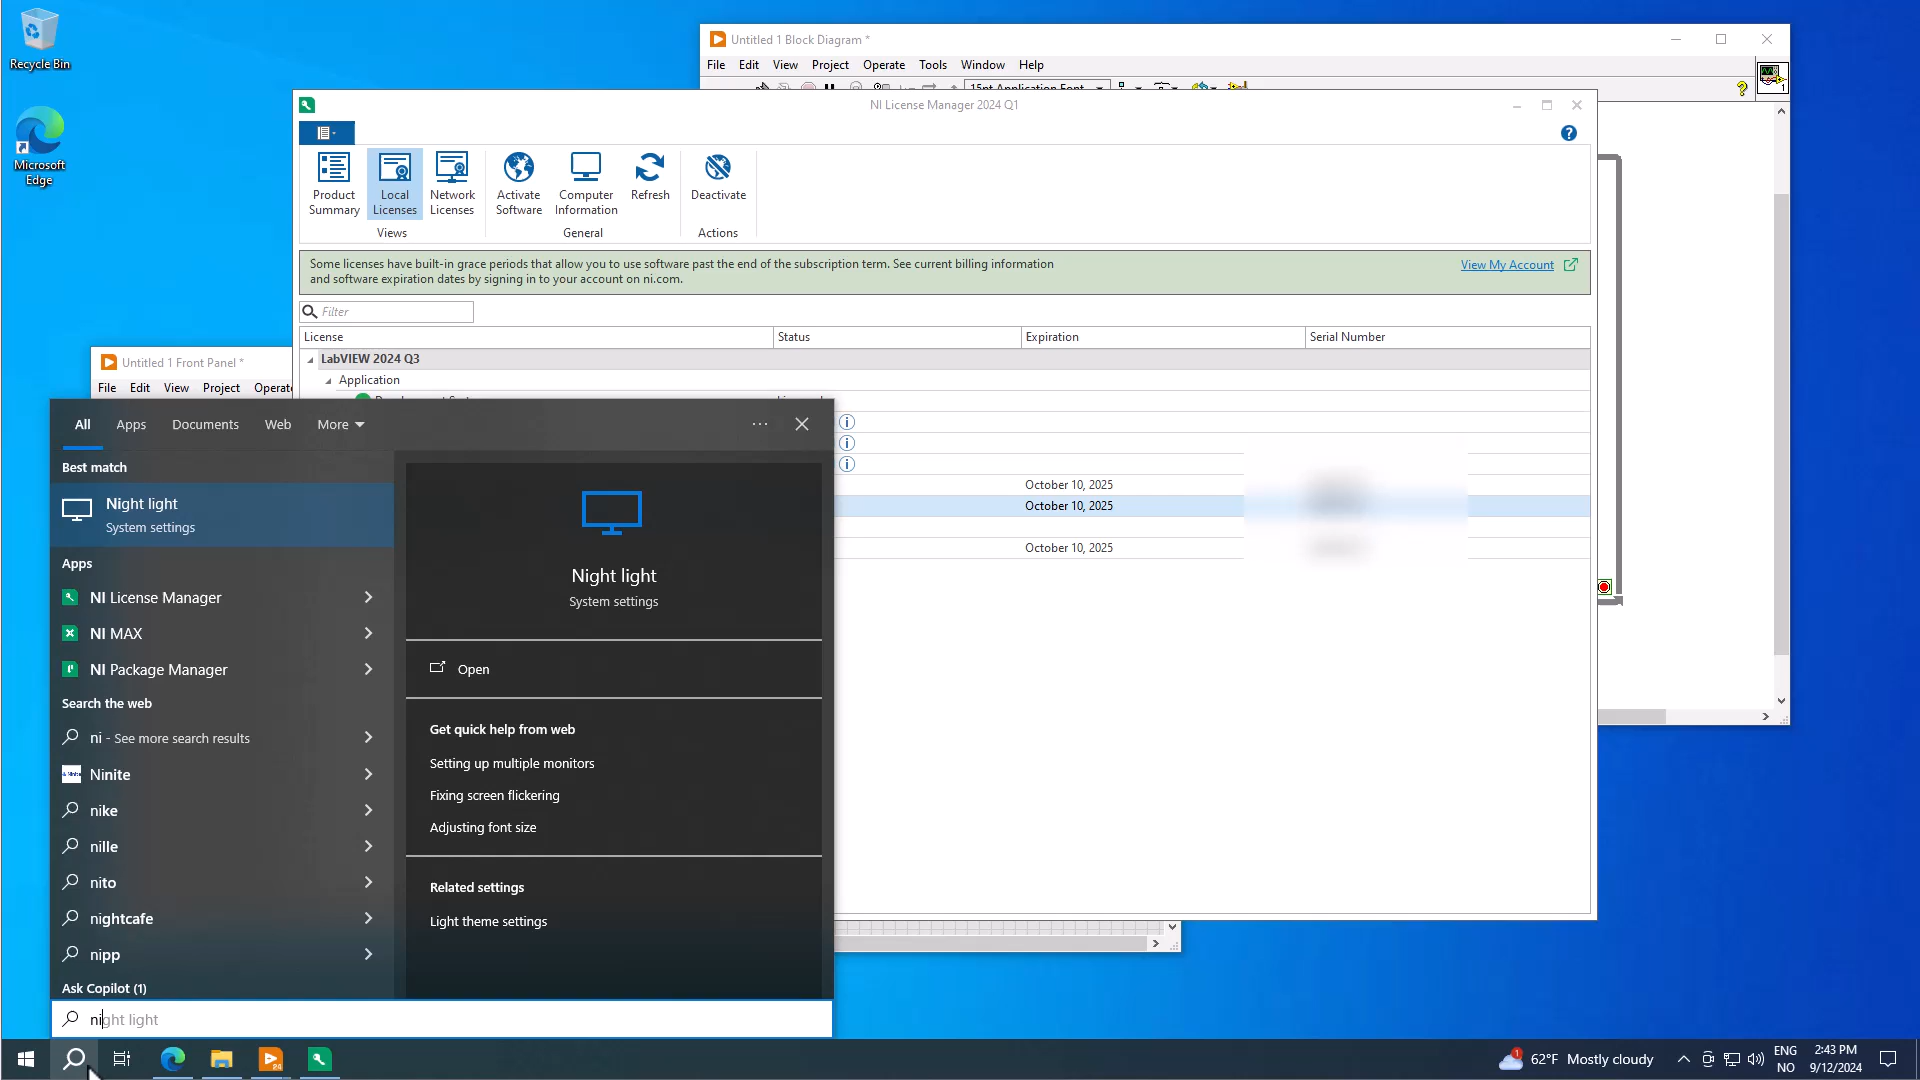 Recycle Bin
Microsoft
Edge
Untitled 1 Block Diagram *
File Edit View Project Operate Tools Window Help
15pt Application Font
1
NI License Manager 2024 Q1
Product
Summary
Local
Licenses
Network
Licenses
Views
Activate
Software
Computer
Information
Refresh
General
Deactivate
Actions
Some licenses have built-in grace periods that allow you to use software past the end of the subscription term. See current billing information
and software expiration dates by signing in to your account on ni.com.
View My Account
Filter
License Status Expiration Serial Number
LabVIEW 2024 Q3
Application
October 10, 2025
October 10, 2025
October 10, 2025
Untitled 1 Front Panel *
File Edit View Project
All Apps Documents Web More
Best match
Night light
System settings
Apps
NI License Manager
NI MAX
NI Package Manager
Search the web
ni - See more search results
Ninite
nike
nille
nito
nightcafe
nipp
Ask Copilot (1)
night light
Night light
System settings
Open
Get quick help from web
Setting up multiple monitors
Fixing screen flickering
Adjusting font size
Related settings
Light theme settings
24
1
62°F Mostly cloudy
ENG
NO
2:43 PM
9/12/2024